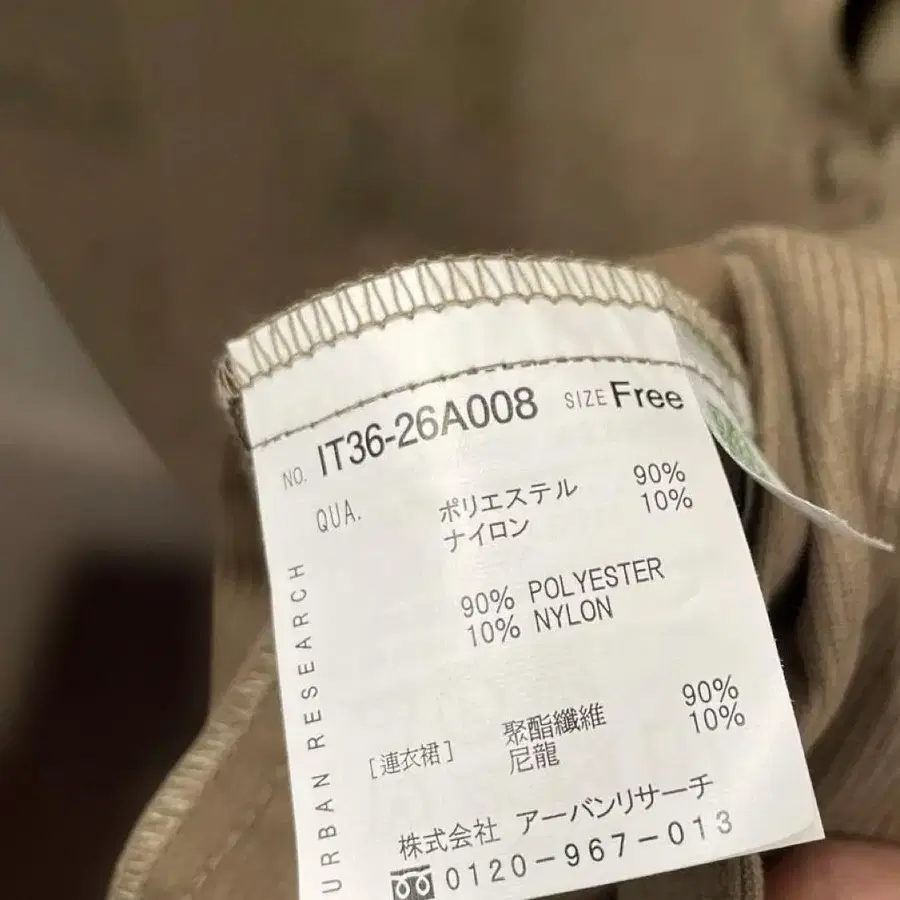 NO. IT36-26A008 SIZE Free
QUA. ポリエステル 90%
ナイロン 10%
90% POLYESTER
10% NYLON
[連衣裙] 聚酯纖維 90%
尼龍 10%
株式会社 アーバンリサーチ
0120-967-013
URBAN RESEARCH